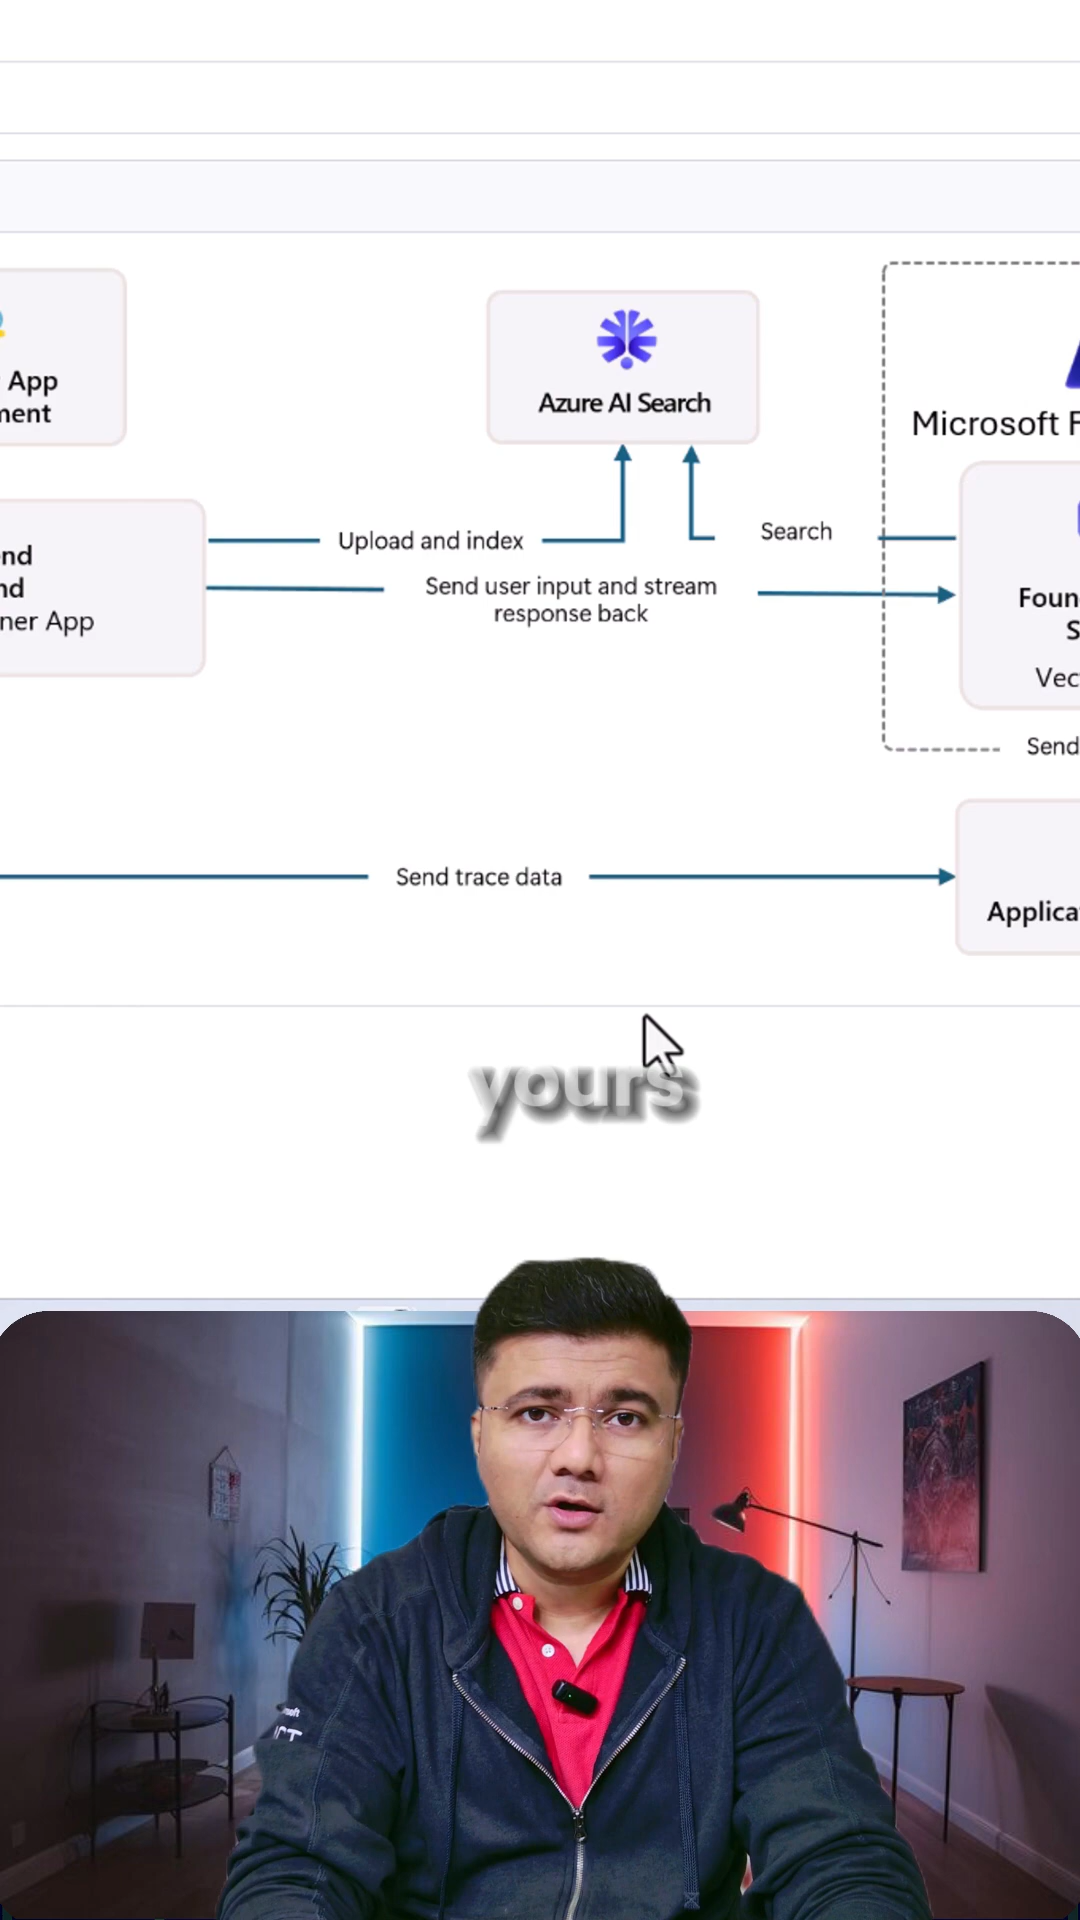 App
ment
Azure AI Search
Microsoft F
Upload and index
Search
Send user input and stream
response back
end
nd
ner App
Foun
S
Vec
Send
Send trace data
Applica
yours